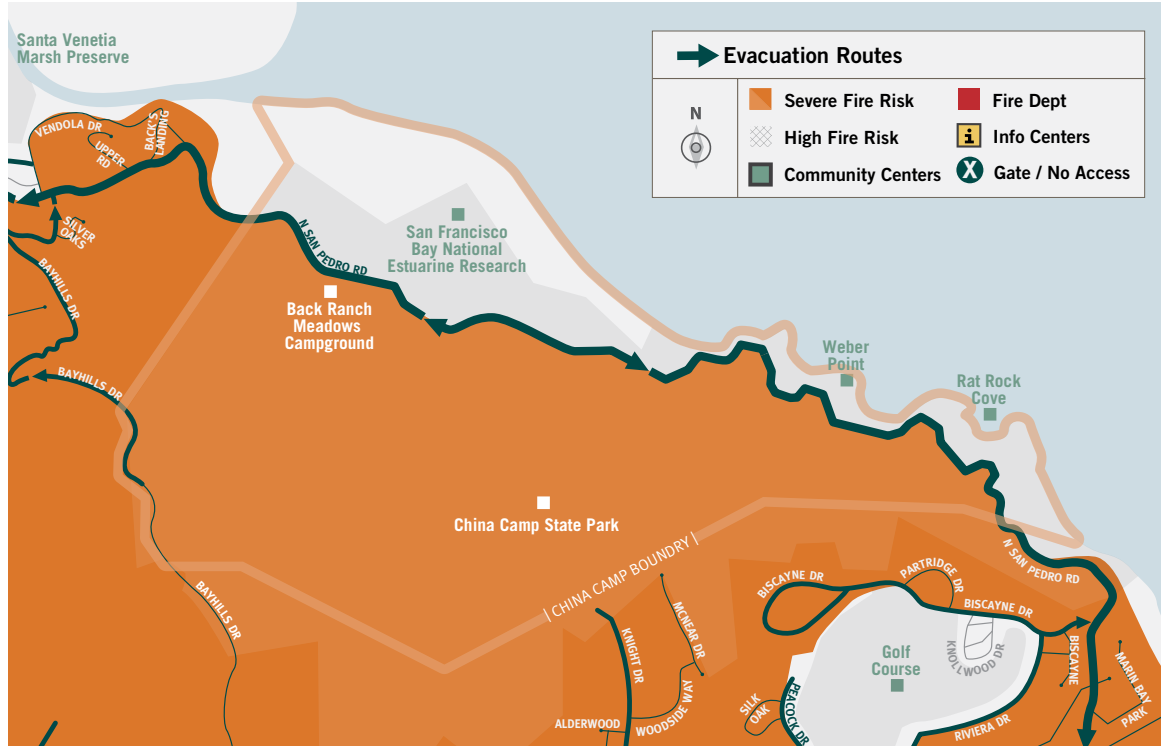 Santa Venetia
Marsh Preserve
Evacuation Routes
N
Severe Fire Risk
Fire Dept
High Fire Risk
i
Info Centers
Community Centers
X
Gate / No Access
VENDOLA DR
UPPER
RD
BACK'S
LANDING
SILVER
OAKS
BAYHILLS DR
N SAN PEDRO RD
San Francisco
Bay National
Estuarine Research
Back Ranch
Meadows
Campground
Weber
Point
Rat Rock
Cove
BAYHILLS DR
China Camp State Park
BAYHILLS DR
| CHINA CAMP BOUNDRY |
N SAN PEDRO RD
BISCAYNE DR
PARTRIDGE DR
BISCAYNE DR
KNIGHT DR
MCNEAR DR
KNOLLWOOD DR
BISCAYNE
Golf
Course
MARIN BAY
PARK
WOODSIDE WAY
ALDERWOOD
SILK
OAK
PEACOCK DR
RIVIERA DR